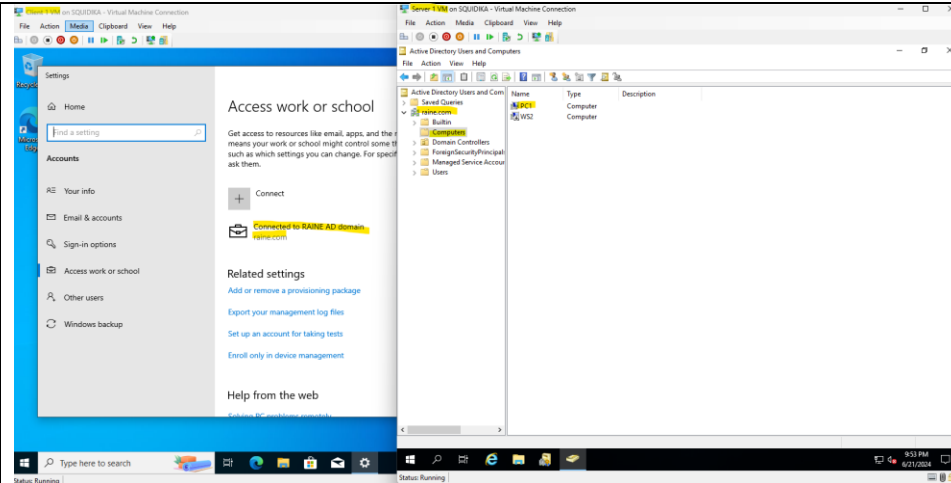 Client 1 VM on SQUIDIKA - Virtual Machine Connection
File Action Media Clipboard View Help
Settings
Home
Find a setting
Accounts
Your info
Email & accounts
Sign-in options
Access work or school
Other users
Windows backup
Access work or school
Get access to resources like email, apps, and the
means your work or school might control some
such as which settings you can change. For
ask them.
Connect
Connected to RAINE AD domain
raine.com
Related settings
Add or remove a provisioning package
Export your management log files
Set up an account for taking tests
Enroll only in device management
Help from the web
Solving PC problems remotely
Type here to search
Status: Running
Server 1 VM on SQUIDIKA - Virtual Machine Connection
File Action Media Clipboard View Help
Active Directory Users and Computers
File Action View Help
Active Directory Users and Com
Saved Queries
raine.com
Builtin
Computers
Domain Controllers
ForeignSecurityPrincipals
Managed Service Accou
Users
Name Type Description
PC1 Computer
WS2 Computer
9:53 PM
6/21/2024
Status: Running